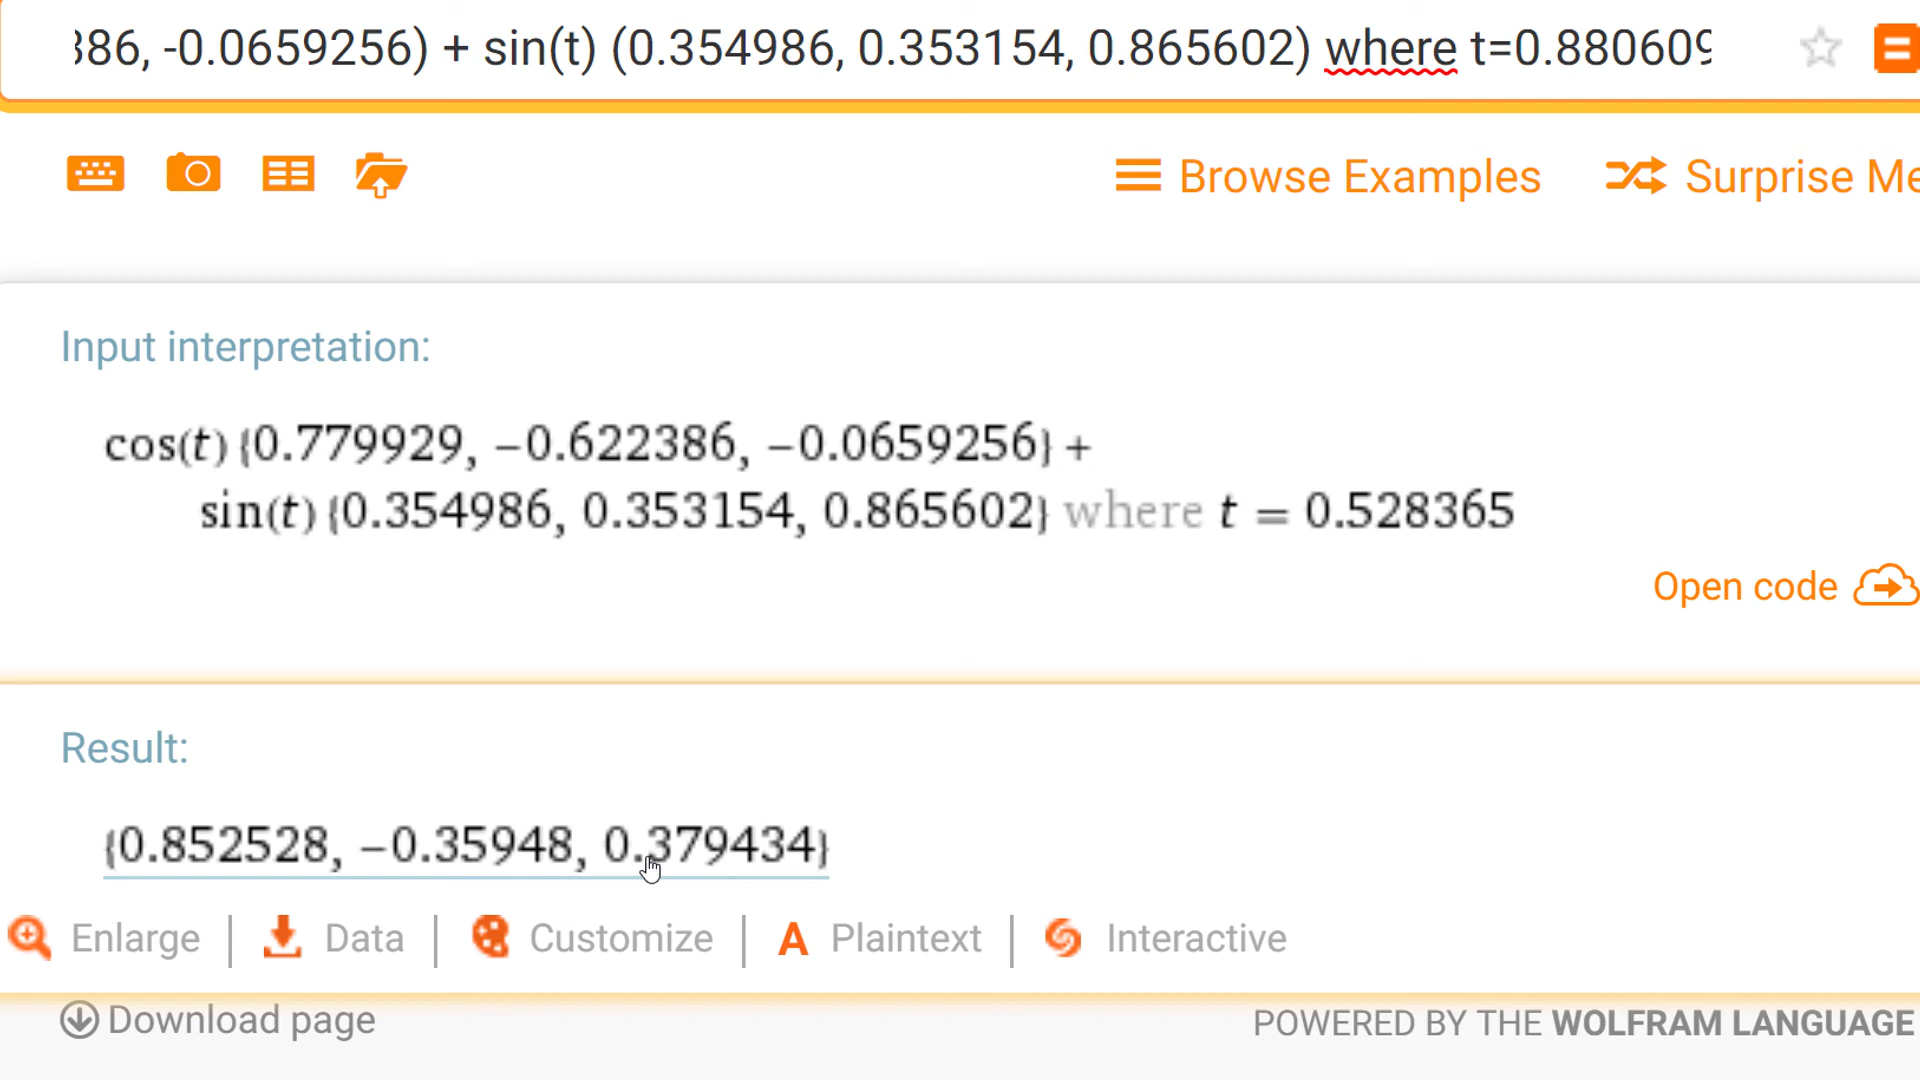 386, -0.0659256) + sin(t) (0.354986, 0.353154, 0.865602) where t=0.880609
Browse Examples Surprise Me
Input interpretation:
cos(t) {0.779929, −0.622386, −0.0659256} +
sin(t) {0.354986, 0.353154, 0.865602} where t = 0.528365
Open code
Result:
{0.852528, −0.35948, 0.379434}
Enlarge | Data | Customize | A Plaintext | Interactive
Download page POWERED BY THE WOLFRAM LANGUAGE